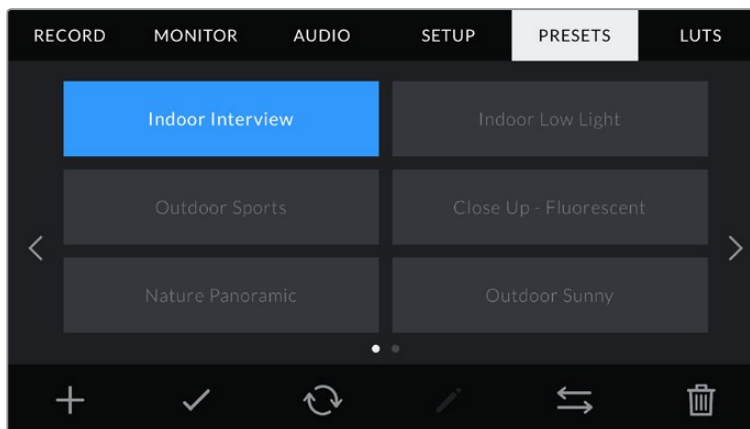 RECORD MONITOR AUDIO SETUP PRESETS LUTS
Indoor Interview Indoor Low Light
Outdoor Sports Close Up - Fluorescent
Nature Panoramic Outdoor Sunny